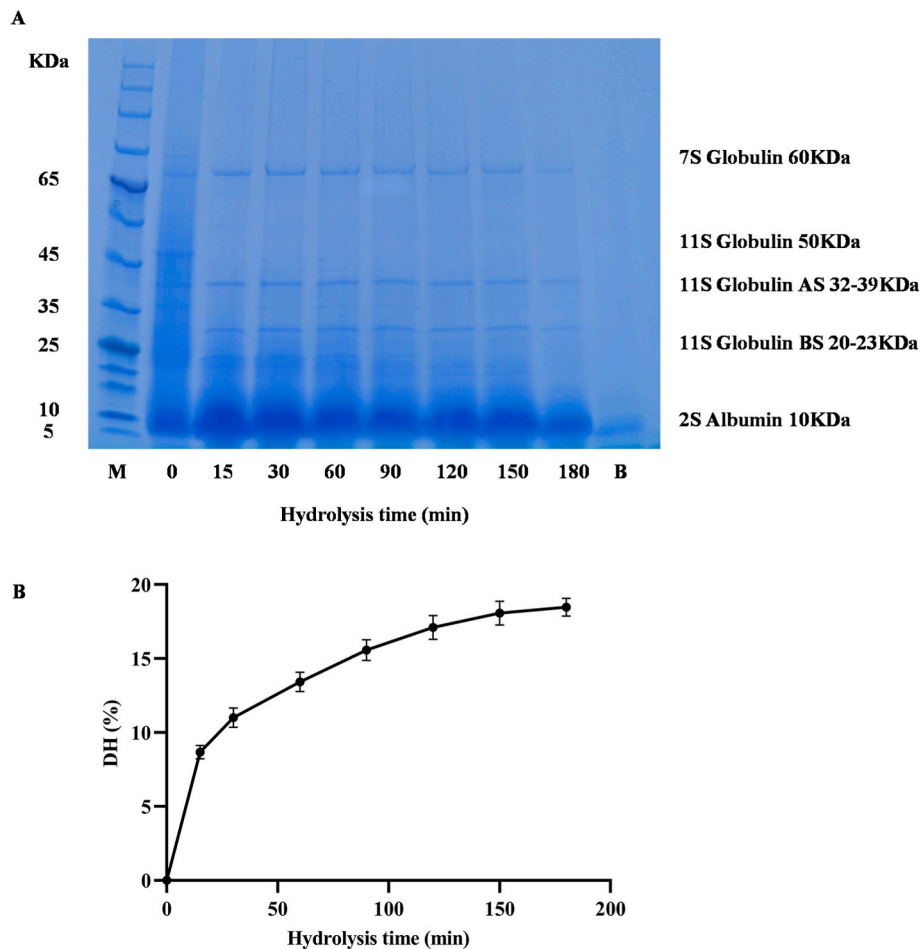 A
KDa
7S Globulin 60KDa
65
11S Globulin 50KDa
45
11S Globulin AS 32-39KDa
35
11S Globulin BS 20-23KDa
25
10
2S Albumin 10KDa
5
M 0 15 30 60 90 120 150 180 B
Hydrolysis time (min)
B
20
15
10
5
0
DH (%)
0 50 100 150 200
Hydrolysis time (min)